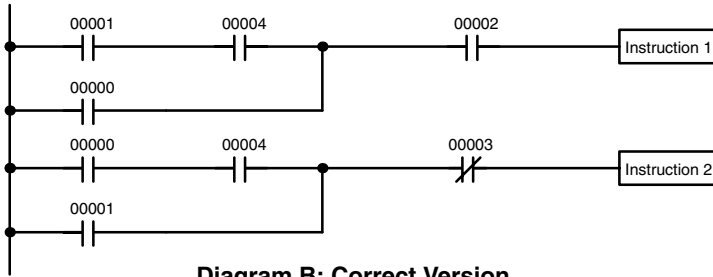 00001 00004 00002
Instruction 1
00000
00000 00004 00003
Instruction 2
00001
Diagram B: Correct Version